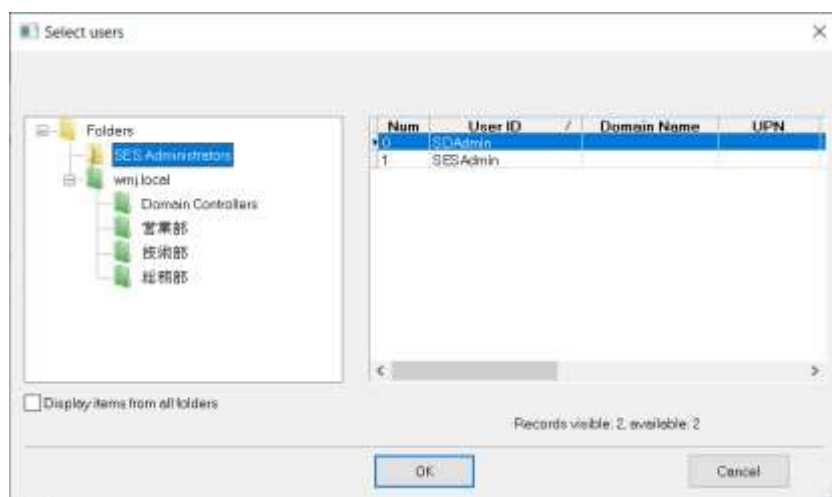 Select users
Folders
SES Administrators
wmj.local
Domain Controllers
営業部
技術部
総務部
Num User ID / Domain Name UPN
0 SDAdmin
1 SESAdmin
Display items from all folders
Records visible: 2, available: 2
OK
Cancel